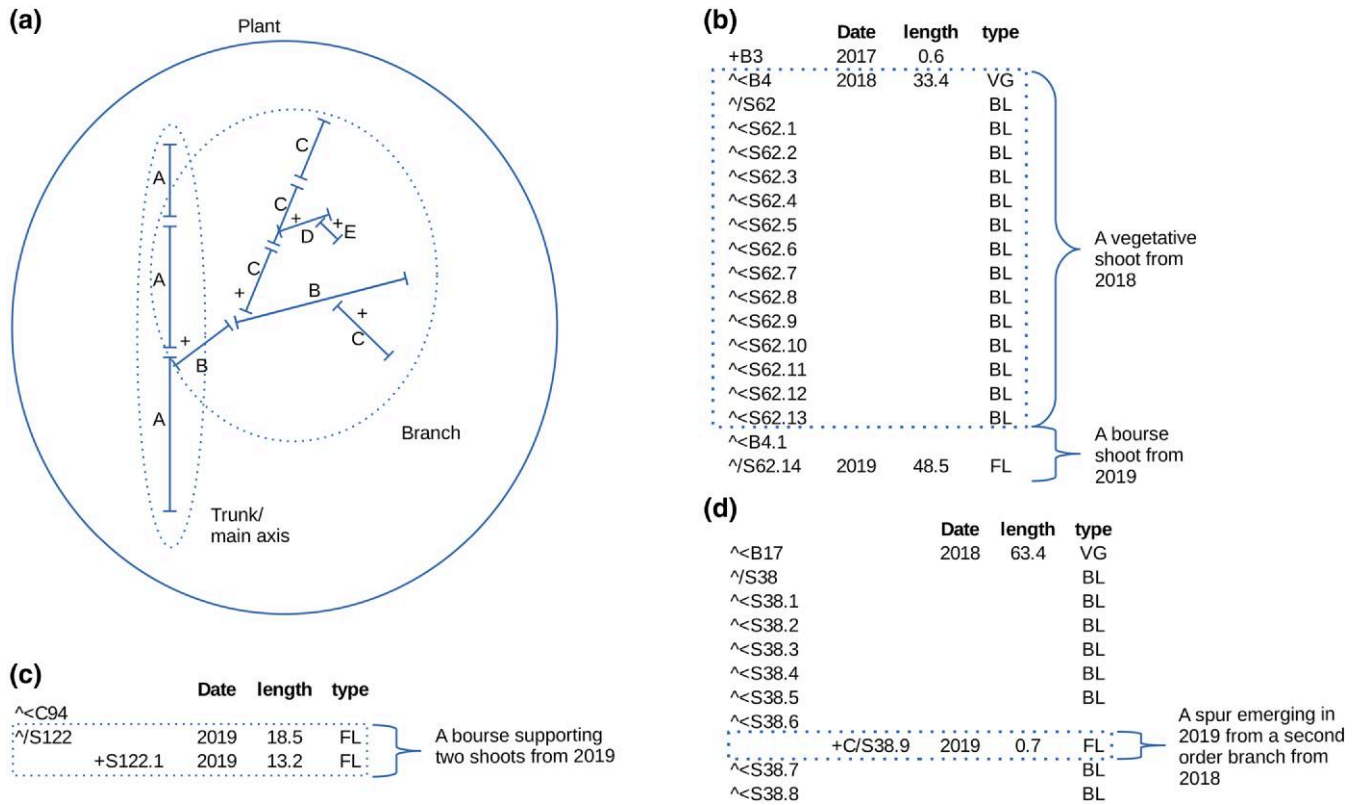 (a)
Plant
A
A
A
+
B
+
C
C
C
+
D
+
E
B
+
C
Branch
Trunk/
main axis
(b)
Date length type
+B3 2017 0.6
^<B4 2018 33.4 VG
^/S62 BL
^<S62.1 BL
^<S62.2 BL
^<S62.3 BL
^<S62.4 BL
^<S62.5 BL
^<S62.6 BL
^<S62.7 BL
^<S62.8 BL
^<S62.9 BL
^<S62.10 BL
^<S62.11 BL
^<S62.12 BL
^<S62.13 BL
^<B4.1
^/S62.14 2019 48.5 FL
A vegetative
shoot from
2018
A bourse
shoot from
2019
(c)
Date length type
^<C94
^/S122 2019 18.5 FL
+S122.1 2019 13.2 FL
A bourse supporting
two shoots from 2019
(d)
Date length type
^<B17 2018 63.4 VG
^/S38 BL
^<S38.1 BL
^<S38.2 BL
^<S38.3 BL
^<S38.4 BL
^<S38.5 BL
^<S38.6
+C/S38.9 2019 0.7 FL
^<S38.7 BL
^<S38.8 BL
A spur emerging in
2019 from a second
order branch from
2018